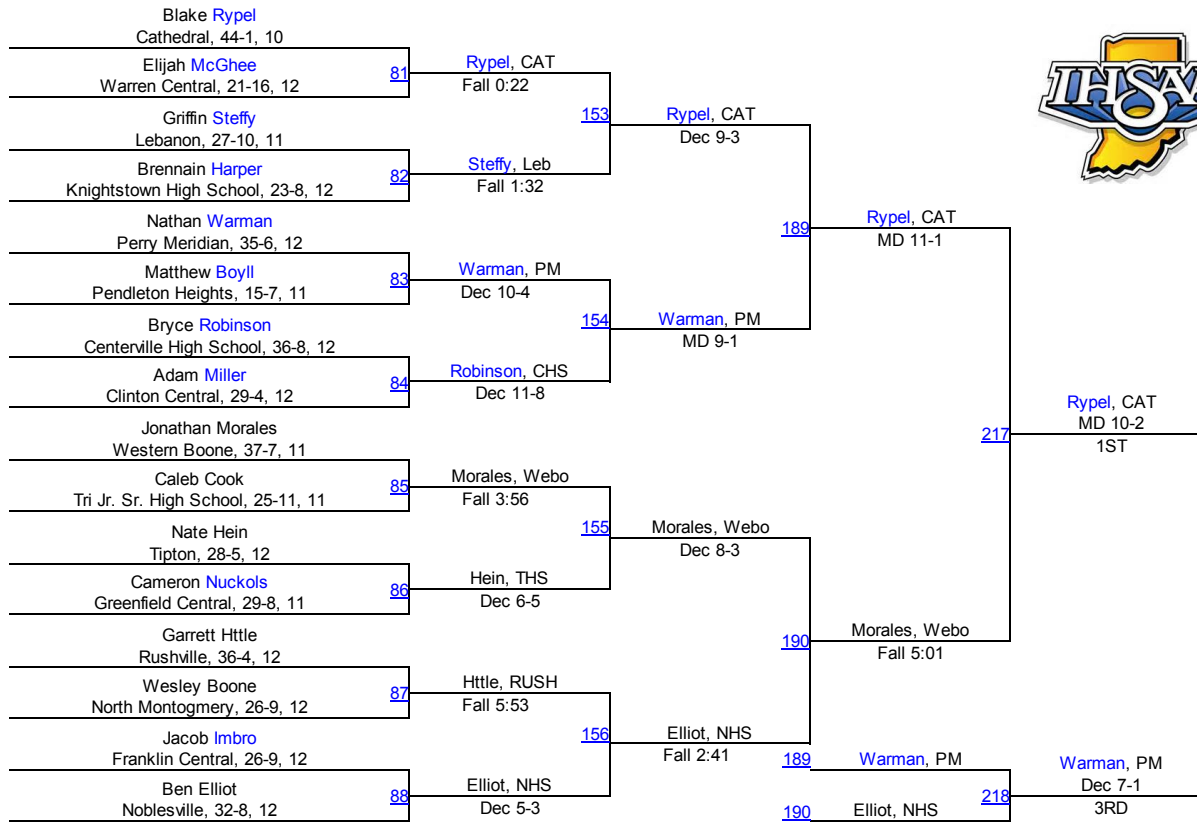 Blake Rypel
Cathedral, 44-1, 10
Elijah McGhee
Warren Central, 21-16, 12
81
Rypel, CAT
Fall 0:22
Griffin Steffy
Lebanon, 27-10, 11
153
Rypel, CAT
Dec 9-3
Brennain Harper
Knightstown High School, 23-8, 12
82
Steffy, Leb
Fall 1:32
Nathan Warman
Perry Meridian, 35-6, 12
189
Rypel, CAT
MD 11-1
Matthew Boyll
Pendleton Heights, 15-7, 11
83
Warman, PM
Dec 10-4
Bryce Robinson
Centerville High School, 36-8, 12
154
Warman, PM
MD 9-1
Adam Miller
Clinton Central, 29-4, 12
84
Robinson, CHS
Dec 11-8
Jonathan Morales
Western Boone, 37-7, 11
217
Rypel, CAT
MD 10-2
1ST
Caleb Cook
Tri Jr. Sr. High School, 25-11, 11
85
Morales, Webo
Fall 3:56
Nate Hein
Tipton, 28-5, 12
155
Morales, Webo
Dec 8-3
Cameron Nuckols
Greenfield Central, 29-8, 11
86
Hein, THS
Dec 6-5
Garrett Httle
Rushville, 36-4, 12
190
Morales, Webo
Fall 5:01
Wesley Boone
North Montogmery, 26-9, 12
87
Httle, RUSH
Fall 5:53
Jacob Imbro
Franklin Central, 26-9, 12
156
Elliot, NHS
Fall 2:41
Ben Elliot
Noblesville, 32-8, 12
88
Elliot, NHS
Dec 5-3
189
Warman, PM
190
Elliot, NHS
218
Warman, PM
Dec 7-1
3RD
IHSAA